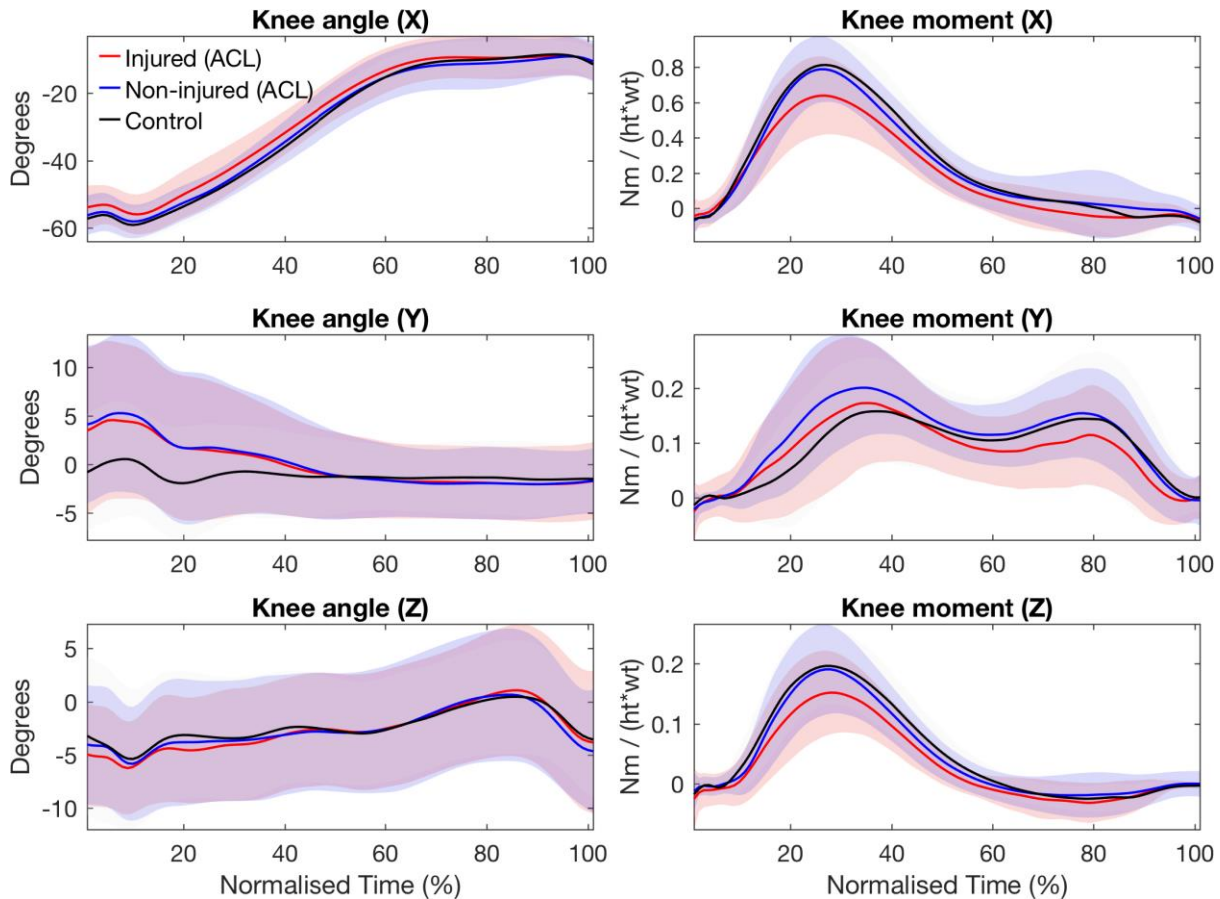 Knee angle (X)
Injured (ACL)
Non-injured (ACL)
Control
Degrees
-20
-40
-60
20 40 60 80 100
Knee moment (X)
Nm / (ht*wt)
0.8
0.6
0.4
0.2
0
20 40 60 80 100
Knee angle (Y)
Degrees
10
5
0
-5
20 40 60 80 100
Knee moment (Y)
Nm / (ht*wt)
0.2
0.1
0
20 40 60 80 100
Knee angle (Z)
Degrees
5
0
-5
-10
20 40 60 80 100
Normalised Time (%)
Knee moment (Z)
Nm / (ht*wt)
0.2
0.1
0
20 40 60 80 100
Normalised Time (%)